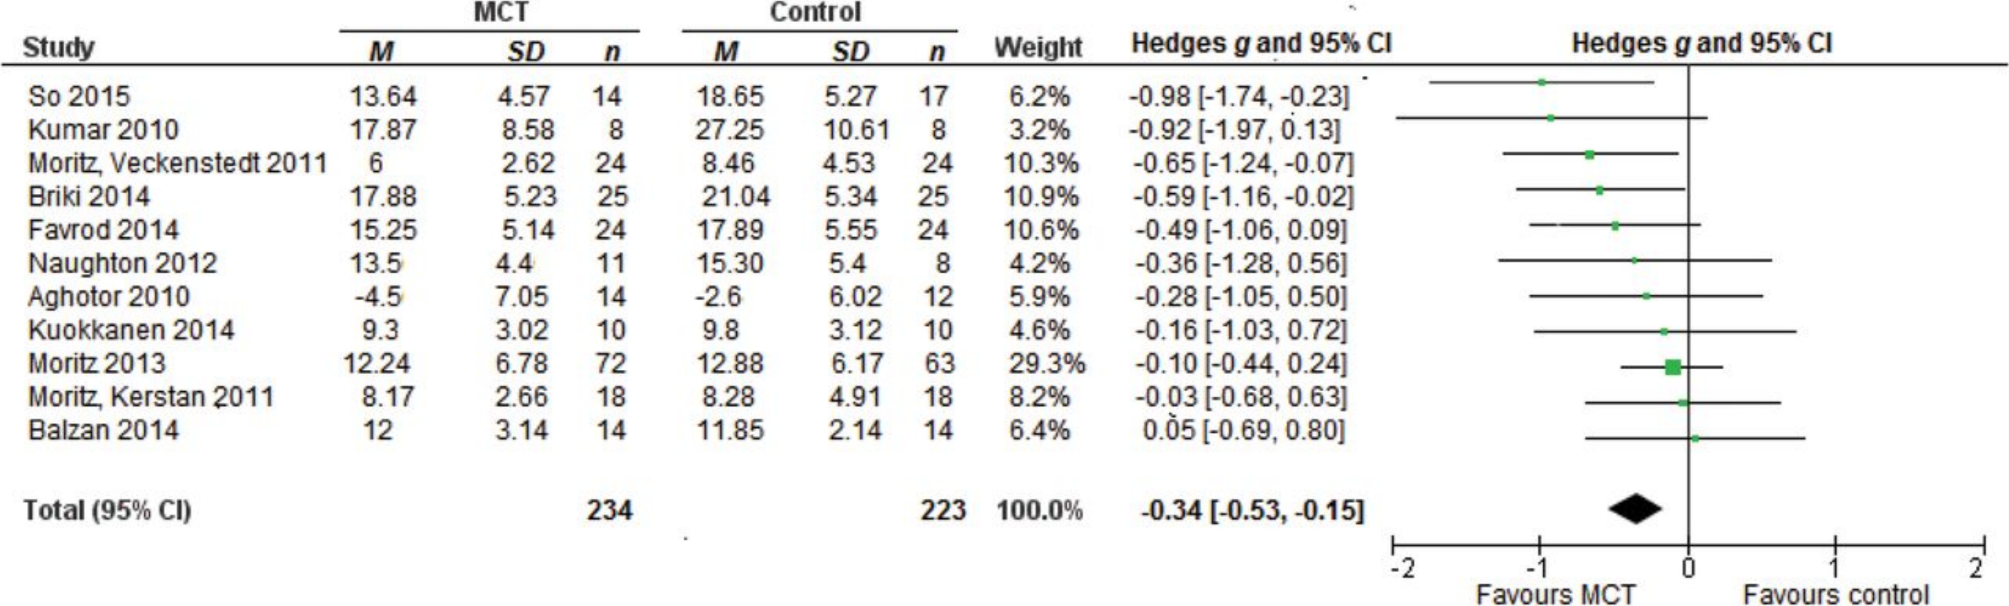 MCT Control
Study M SD n M SD n Weight Hedges g and 95% CI Hedges g and 95% CI
So 2015 13.64 4.57 14 18.65 5.27 17 6.2% -0.98 [-1.74, -0.23]
Kumar 2010 17.87 8.58 8 27.25 10.61 8 3.2% -0.92 [-1.97, 0.13]
Moritz, Veckenstedt 2011 6 2.62 24 8.46 4.53 24 10.3% -0.65 [-1.24, -0.07]
Briki 2014 17.88 5.23 25 21.04 5.34 25 10.9% -0.59 [-1.16, -0.02]
Favrod 2014 15.25 5.14 24 17.89 5.55 24 10.6% -0.49 [-1.06, 0.09]
Naughton 2012 13.5 4.4 11 15.30 5.4 8 4.2% -0.36 [-1.28, 0.56]
Aghotor 2010 -4.5 7.05 14 -2.6 6.02 12 5.9% -0.28 [-1.05, 0.50]
Kuokkanen 2014 9.3 3.02 10 9.8 3.12 10 4.6% -0.16 [-1.03, 0.72]
Moritz 2013 12.24 6.78 72 12.88 6.17 63 29.3% -0.10 [-0.44, 0.24]
Moritz, Kerstan 2011 8.17 2.66 18 8.28 4.91 18 8.2% -0.03 [-0.68, 0.63]
Balzan 2014 12 3.14 14 11.85 2.14 14 6.4% 0.05 [-0.69, 0.80]
Total (95% CI) 234 223 100.0% -0.34 [-0.53, -0.15]
-2 -1 0 1 2
Favours MCT Favours control